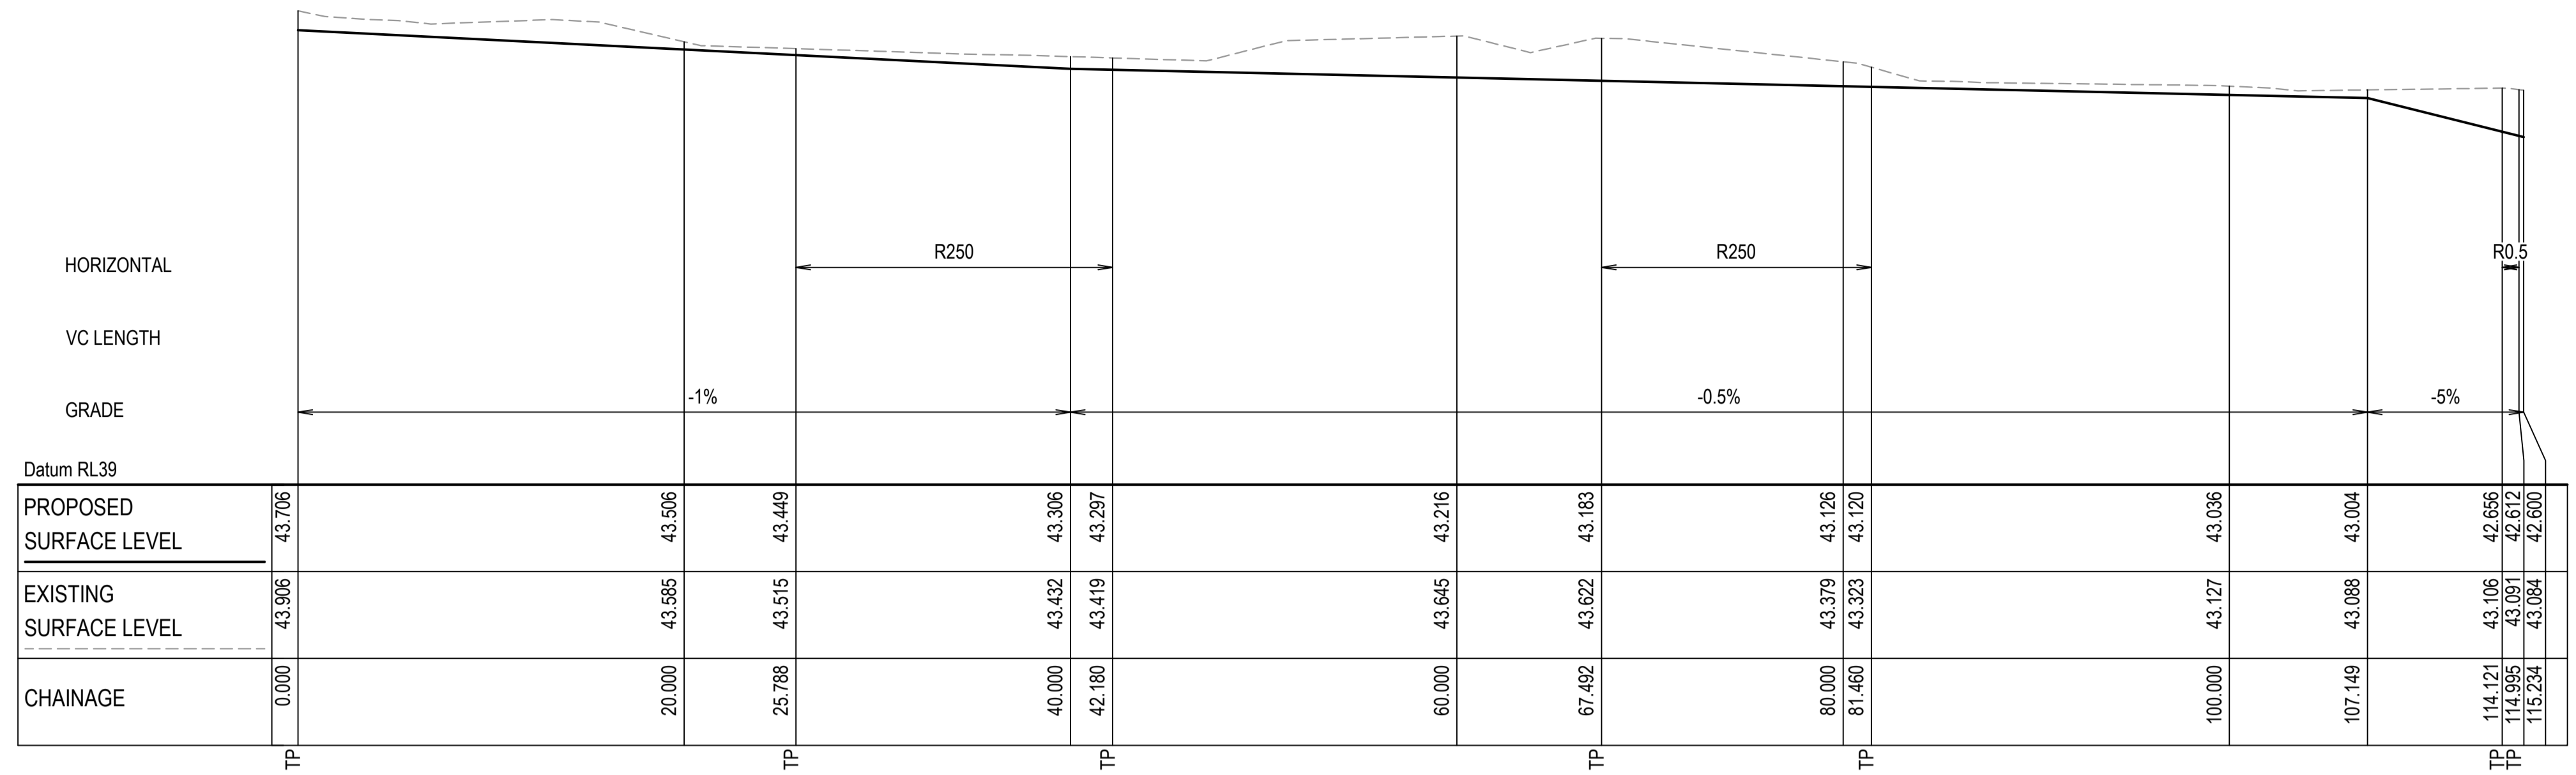 R250
R250
R0.5
HORIZONTAL
VC LENGTH
-1%
-0.5%
-5%
GRADE
Datum RL39
PROPOSED
SURFACE LEVEL
43.706
43.506
43.449
43.306
43.297
43.216
43.183
43.126
43.120
43.036
43.004
42.656
42.612
42.600
EXISTING
SURFACE LEVEL
43.906
43.585
43.515
43.432
43.419
43.645
43.622
43.379
43.323
43.127
43.088
43.106
43.091
43.084
CHAINAGE
0.000
20.000
25.788
40.000
42.180
60.000
67.492
80.000
81.460
100.000
107.149
114.121
114.995
115.234
TP
TP
TP
TP
TP
TP
TP